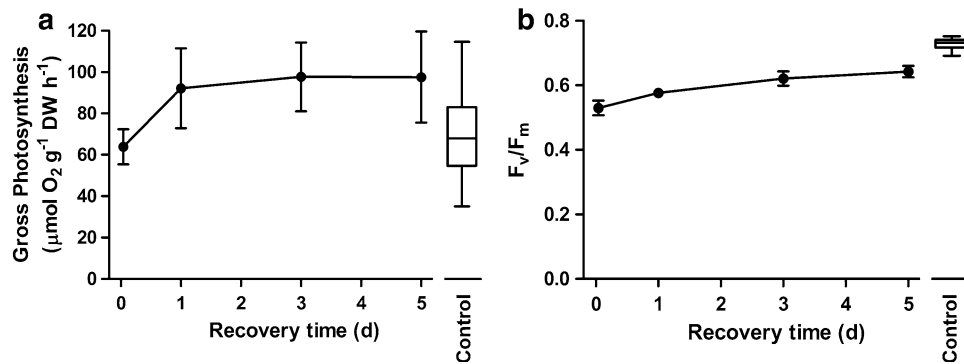 a
Gross Photosynthesis
(μmol O₂ g⁻¹ DW h⁻¹)
120
100
80
60
40
20
0
0 1 2 3 4 5
Recovery time (d)
Control
b
Fᵥ/Fₘ
0.8
0.6
0.4
0.2
0.0
0 1 2 3 4 5
Recovery time (d)
Control